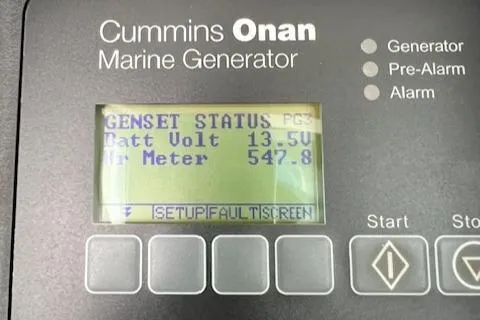 Cummins Onan
Marine Generator
Generator
Pre-Alarm
Alarm
GENSET STATUS PG3
Batt Volt 13.5V
Hr Meter 547.8
SETUP FAULT SCREEN
Start
Sto